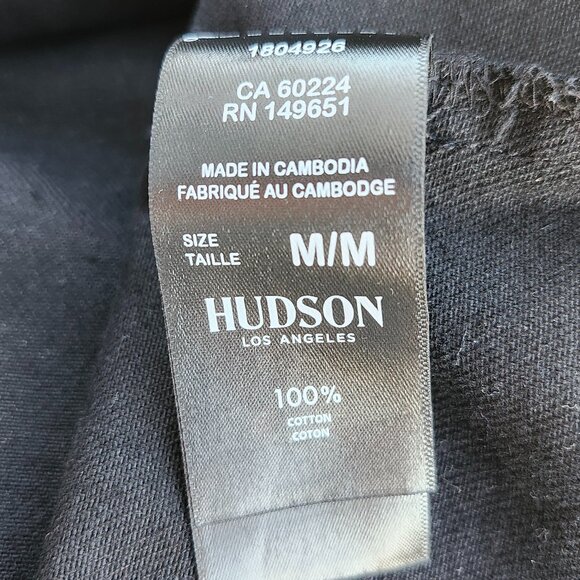 1804926
CA 60224
RN 149651
MADE IN CAMBODIA
FABRIQUÉ AU CAMBODGE
SIZE
TAILLE
M/M
HUDSON
LOS ANGELES
100%
COTTON
COTON